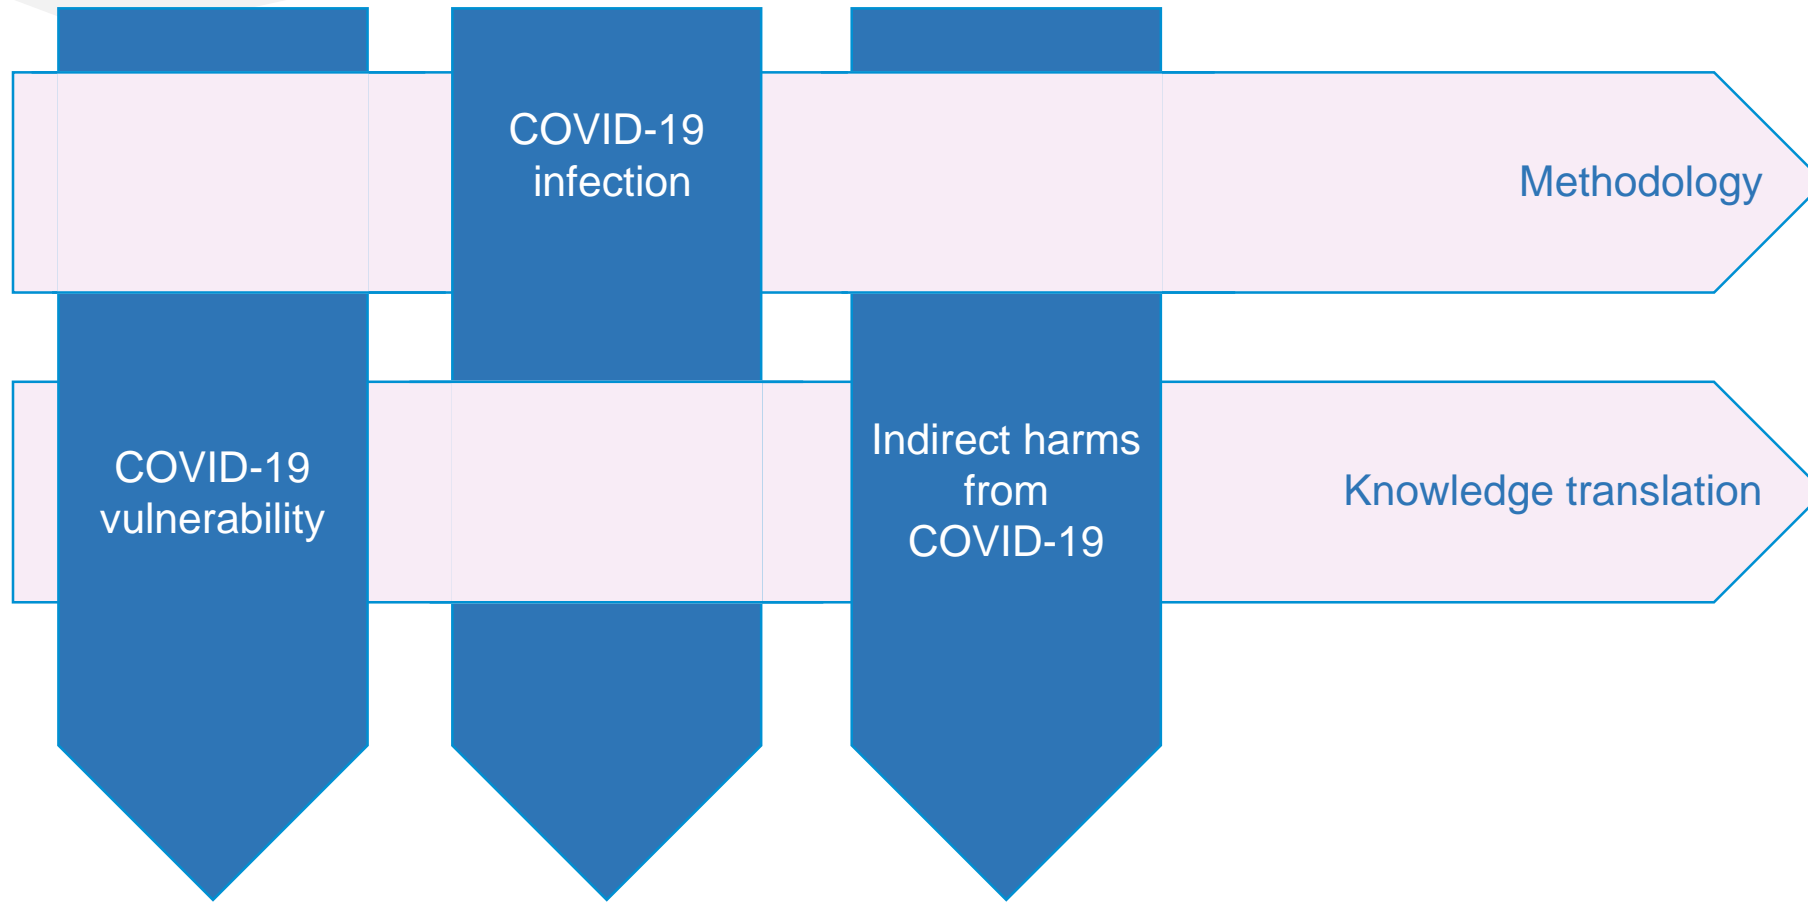 COVID-19
infection
Methodology
COVID-19
vulnerability
Indirect harms
from
COVID-19
Knowledge translation